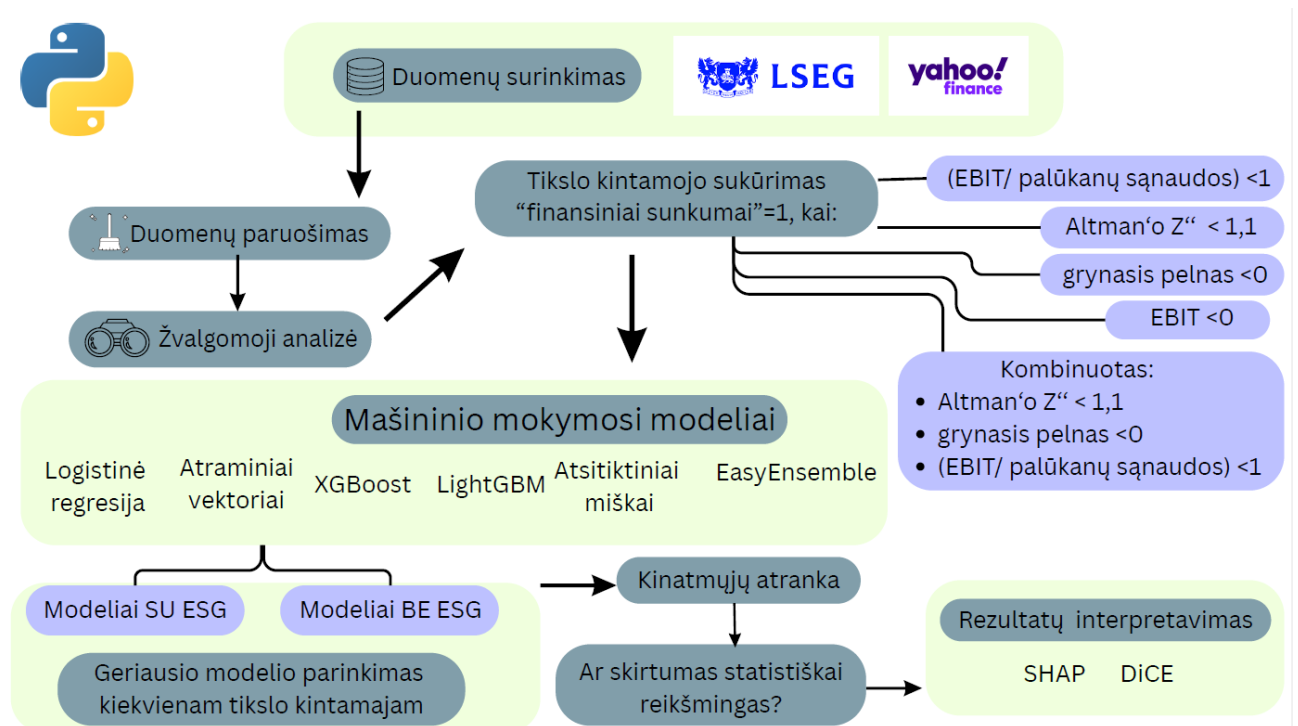 Duomenų surinkimas
LSEG
yahoo!
finance
Tikslo kintamojo sukūrimas
“finansiniai sunkumai”=1, kai:
(EBIT/ palūkanų sąnaudos) <1
Altman‘o Z‘‘ < 1,1
grynasis pelnas <0
EBIT <0
Kombinuotas:
• Altman‘o Z‘‘ < 1,1
• grynasis pelnas <0
• (EBIT/ palūkanų sąnaudos) <1
Duomenų paruošimas
Žvalgomoji analizė
Mašininio mokymosi modeliai
Logistinė
regresija
Atraminiai
vektoriai
XGBoost
LightGBM
Atsitiktiniai
miškai
EasyEnsemble
Modeliai SU ESG
Modeliai BE ESG
Geriausio modelio parinkimas
kiekvienam tikslo kintamajam
Kinatmųjų atranka
Ar skirtumas statistiškai
reikšmingas?
Rezultatų interpretavimas
SHAP
DiCE